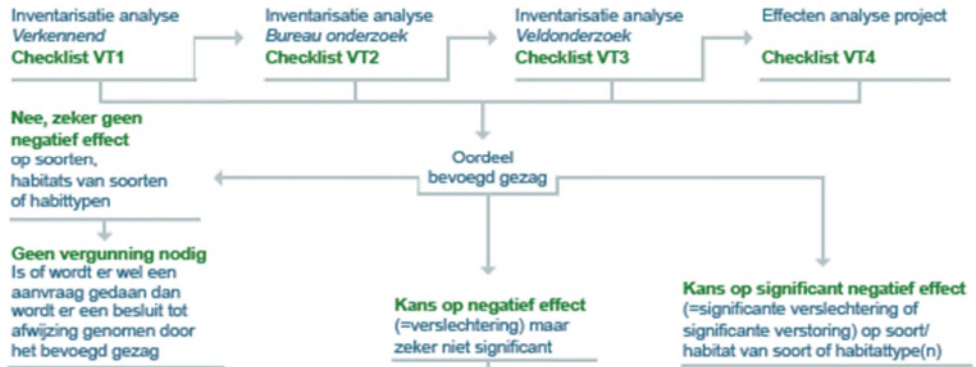 Inventarisatie analyse
Verkennend
Checklist VT1
Inventarisatie analyse
Bureau onderzoek
Checklist VT2
Inventarisatie analyse
Veldonderzoek
Checklist VT3
Effecten analyse project
Checklist VT4
Oordeel
bevoegd gezag
Nee, zeker geen
negatief effect
op soorten,
habitats van soorten
of habittypen
Geen vergunning nodig
Is of wordt er wel een
aanvraag gedaan dan
wordt er een besluit tot
afwijzing genomen door
het bevoegd gezag
Kans op negatief effect
(=verslechtering) maar
zeker niet significant
Kans op significant negatief effect
(=significante verslechtering of
significante verstoring) op soort/
habitat van soort of habitattype(n)